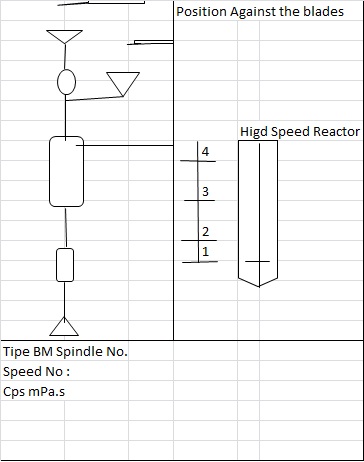 Position Against the blades
Higd Speed Reactor
4
3
2
1
Tipe BM Spindle No.
Speed No :
Cps mPa.s